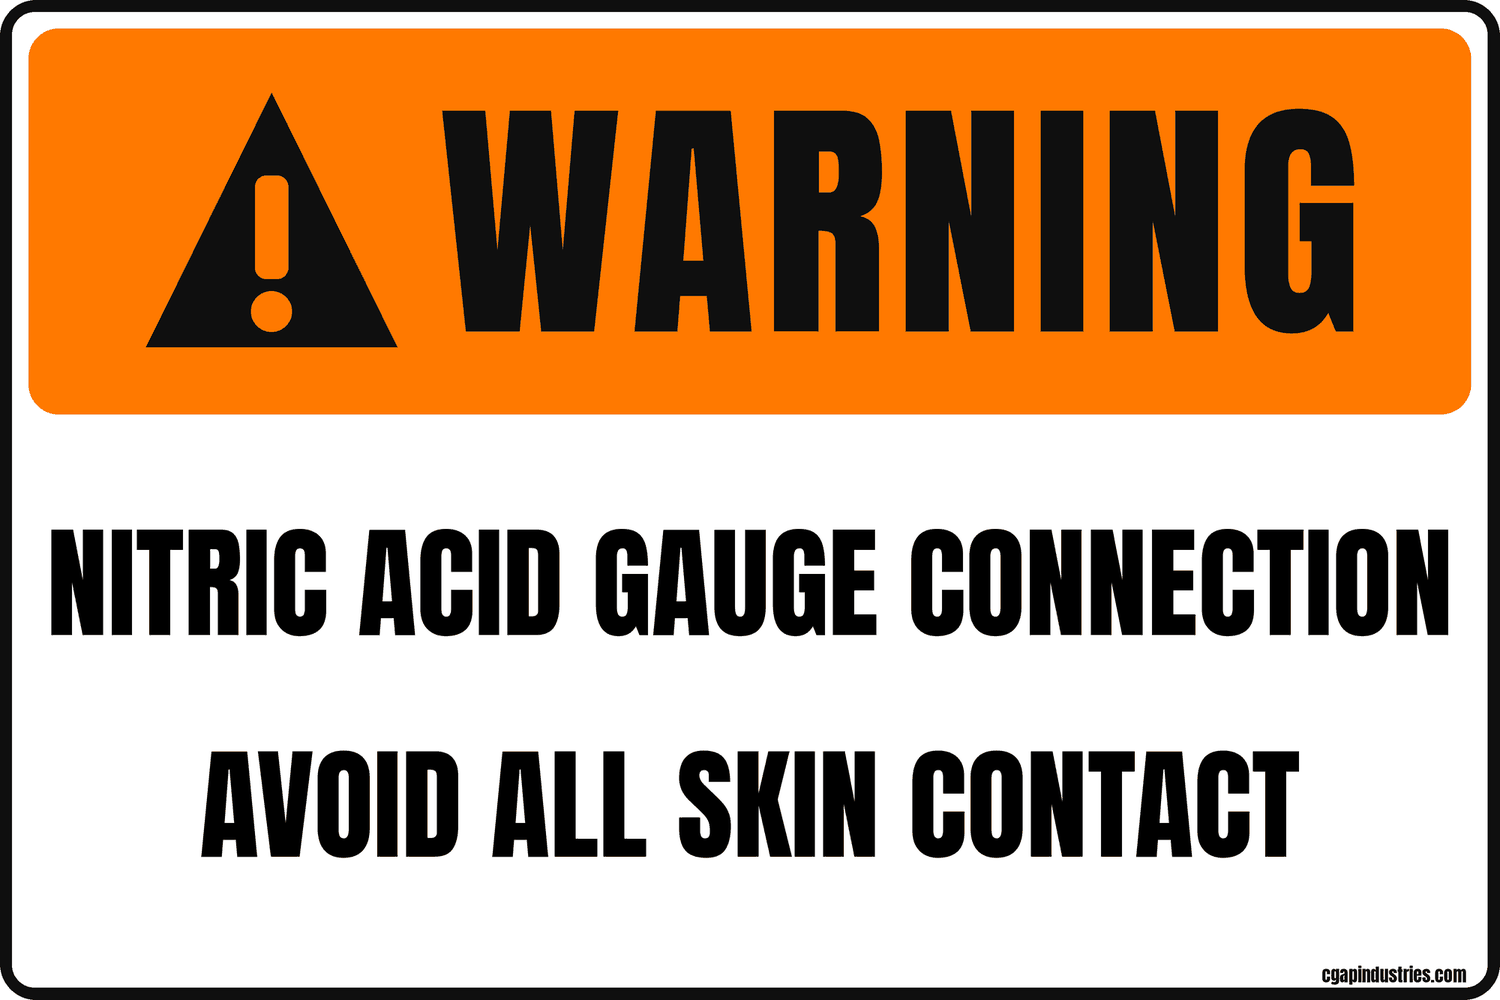 WARNING
NITRIC ACID GAUGE CONNECTION
AVOID ALL SKIN CONTACT
cgapindustries.com